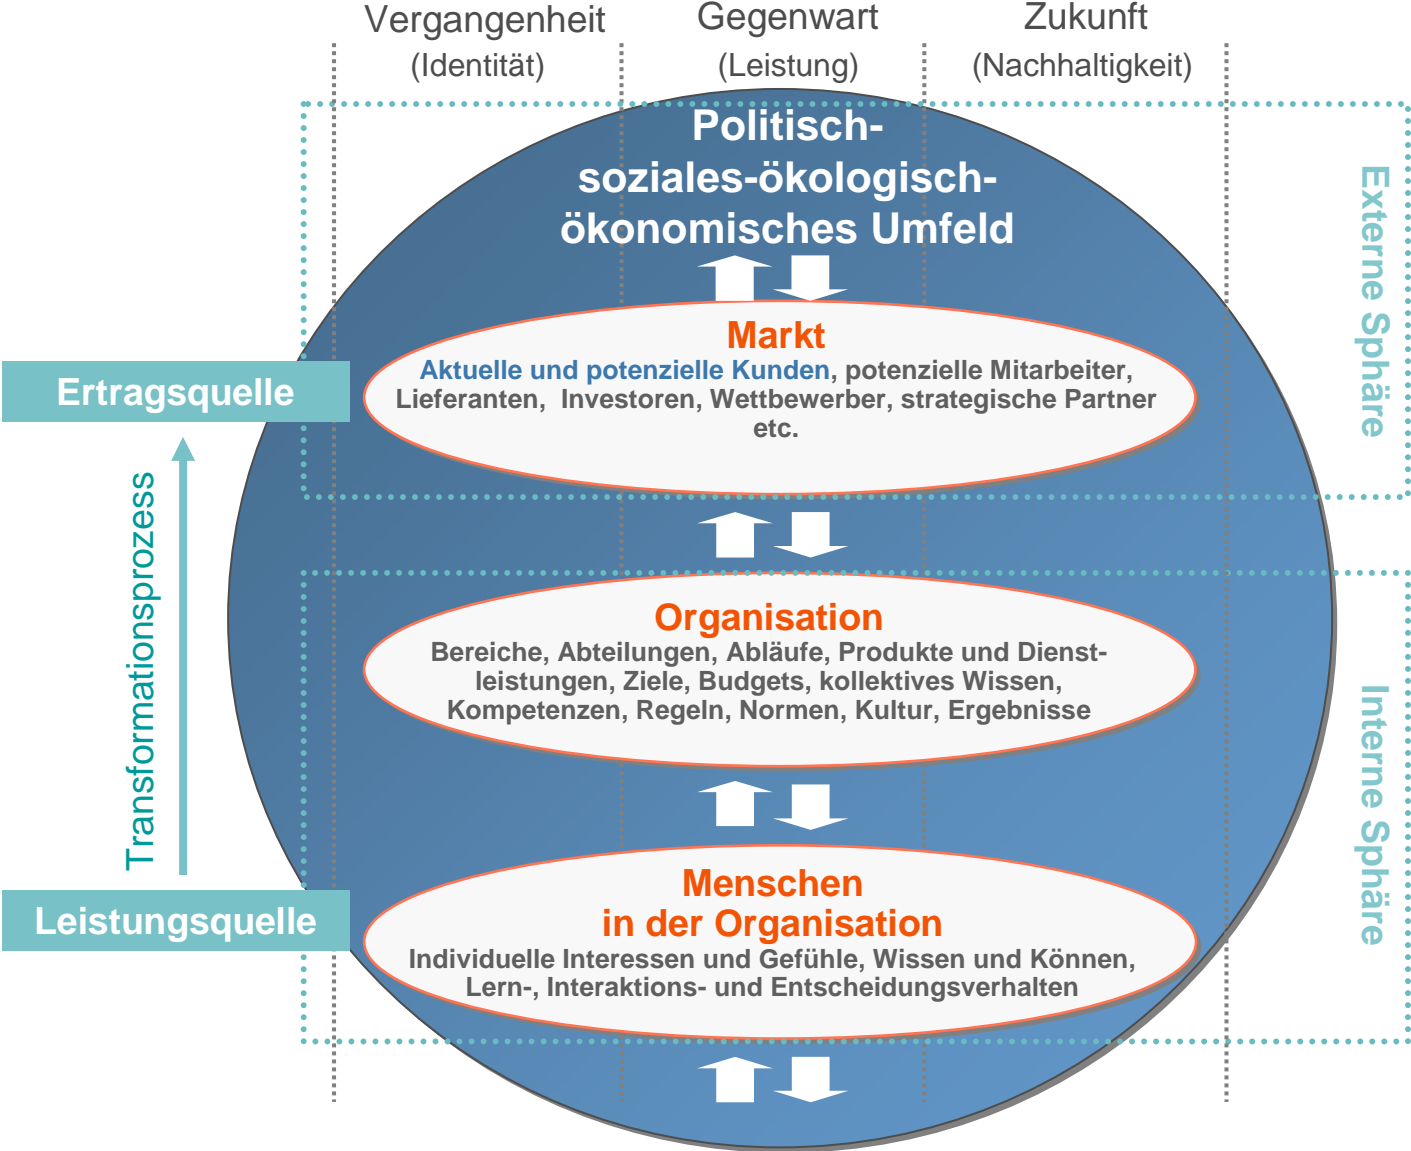 Vergangenheit
(Identität)
Gegenwart
(Leistung)
Zukunft
(Nachhaltigkeit)
Politisch-
soziales-ökologisch-
ökonomisches Umfeld
Externe Sphäre
Markt
Aktuelle und potenzielle Kunden, potenzielle Mitarbeiter,
Lieferanten, Investoren, Wettbewerber, strategische Partner
etc.
Ertragsquelle
Transformationsprozess
Organisation
Bereiche, Abteilungen, Abläufe, Produkte und Dienst-
leistungen, Ziele, Budgets, kollektives Wissen,
Kompetenzen, Regeln, Normen, Kultur, Ergebnisse
Interne Sphäre
Leistungsquelle
Menschen
in der Organisation
Individuelle Interessen und Gefühle, Wissen und Können,
Lern-, Interaktions- und Entscheidungsverhalten